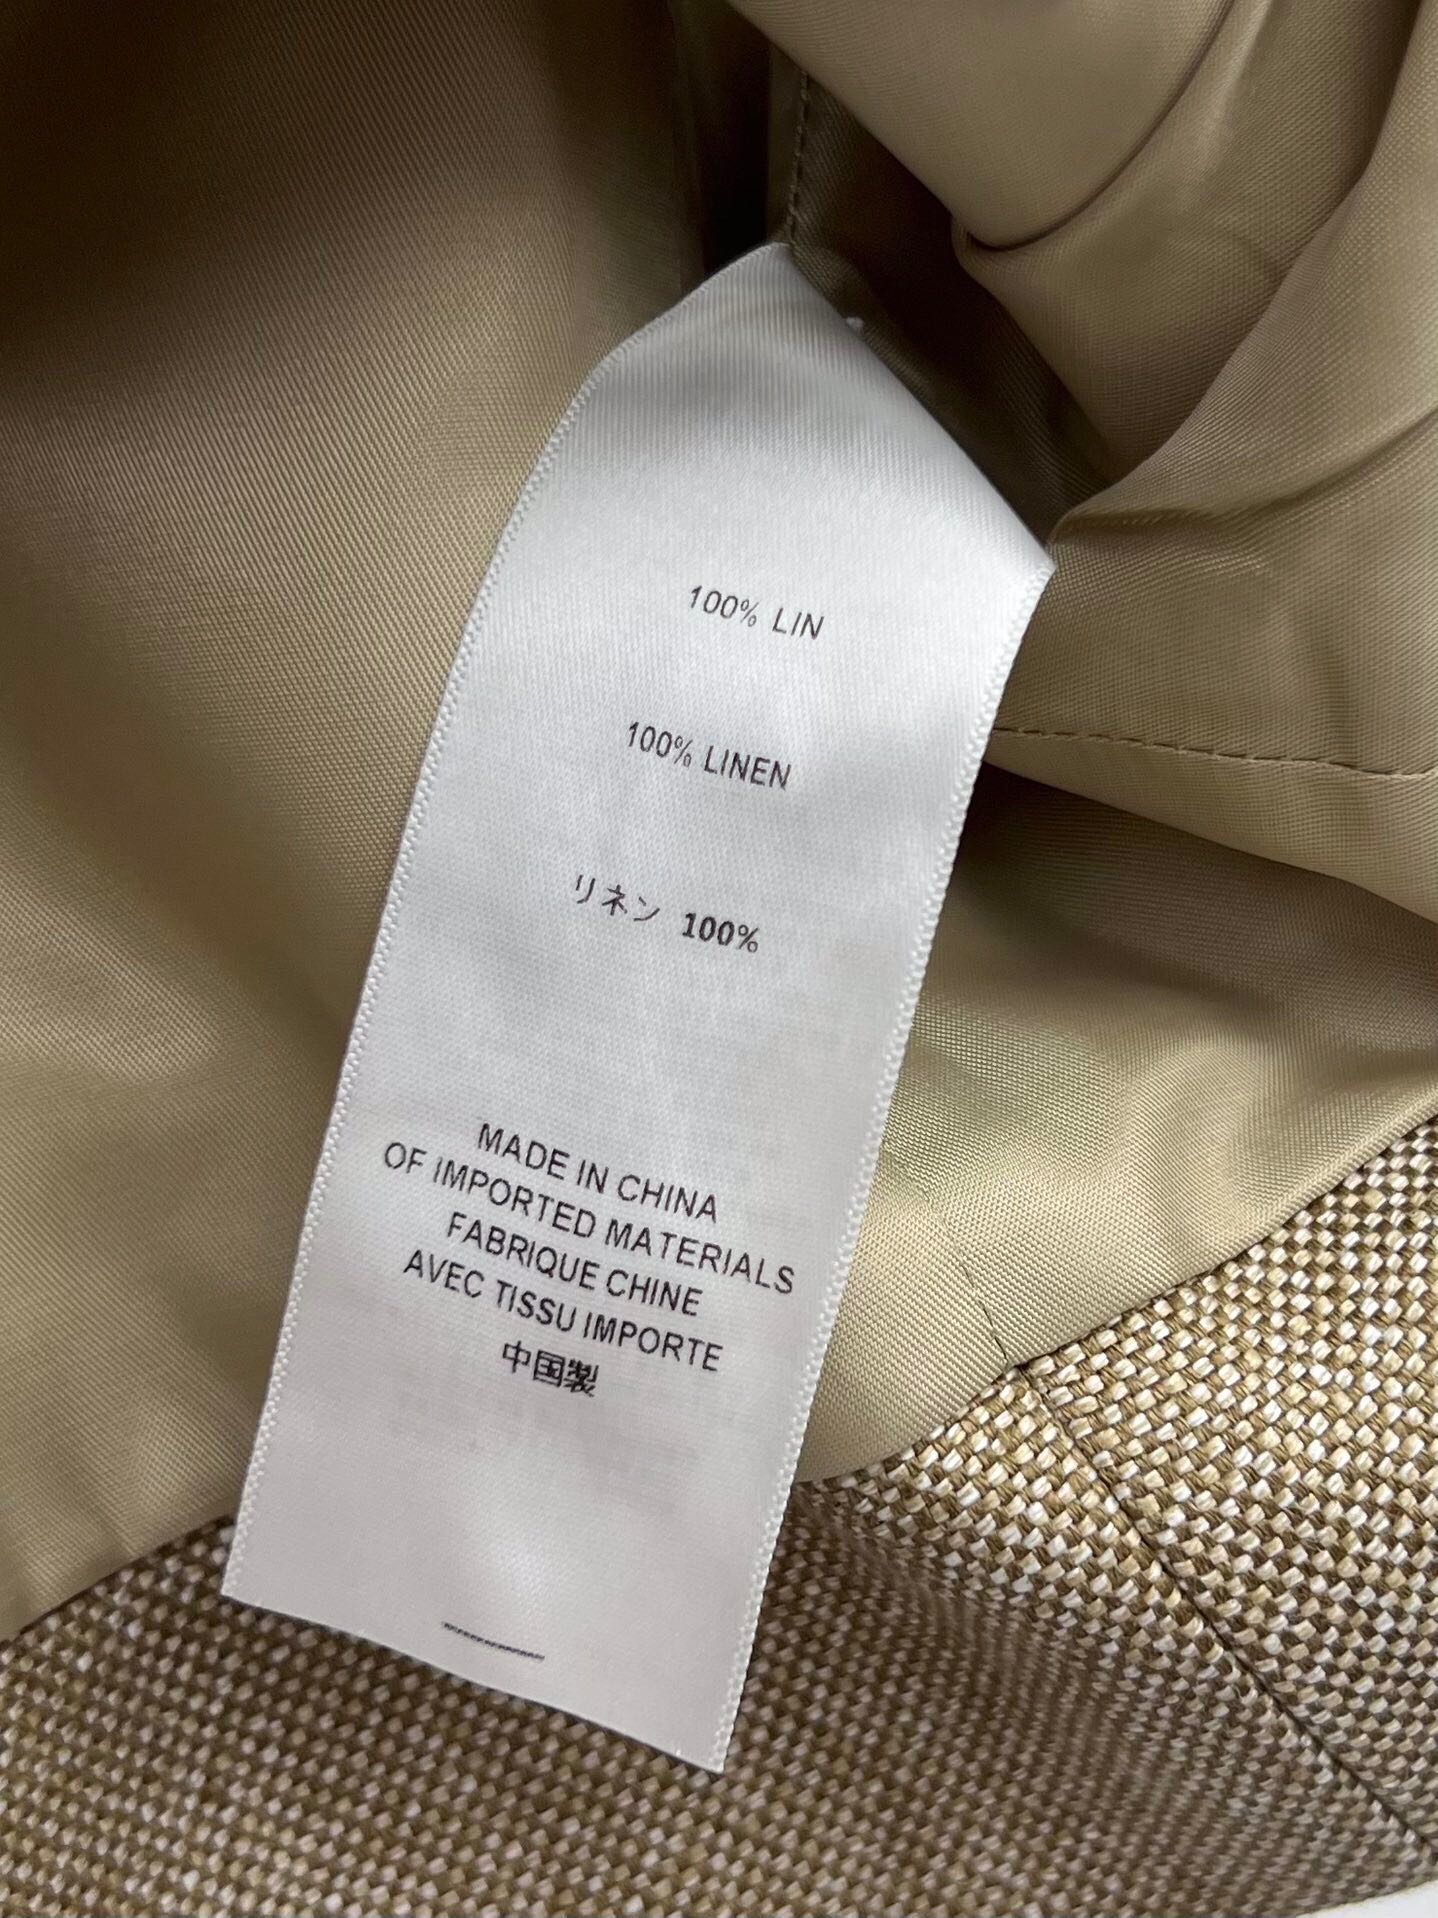 100% LIN
100% LINEN
リネン 100%
MADE IN CHINA
OF IMPORTED MATERIALS
FABRIQUE CHINE
AVEC TISSU IMPORTE
中国製